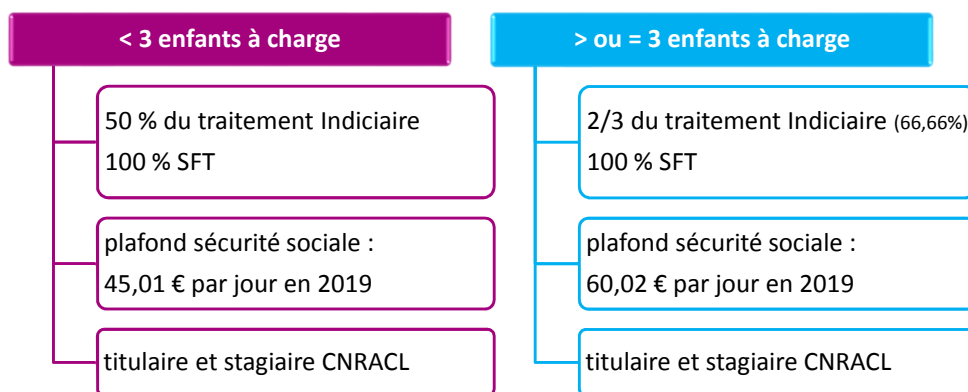 < 3 enfants à charge
50 % du traitement Indiciaire
100 % SFT
plafond sécurité sociale :
45,01 € par jour en 2019
titulaire et stagiaire CNRACL
> ou = 3 enfants à charge
2/3 du traitement Indiciaire (66,66%)
100 % SFT
plafond sécurité sociale :
60,02 € par jour en 2019
titulaire et stagiaire CNRACL